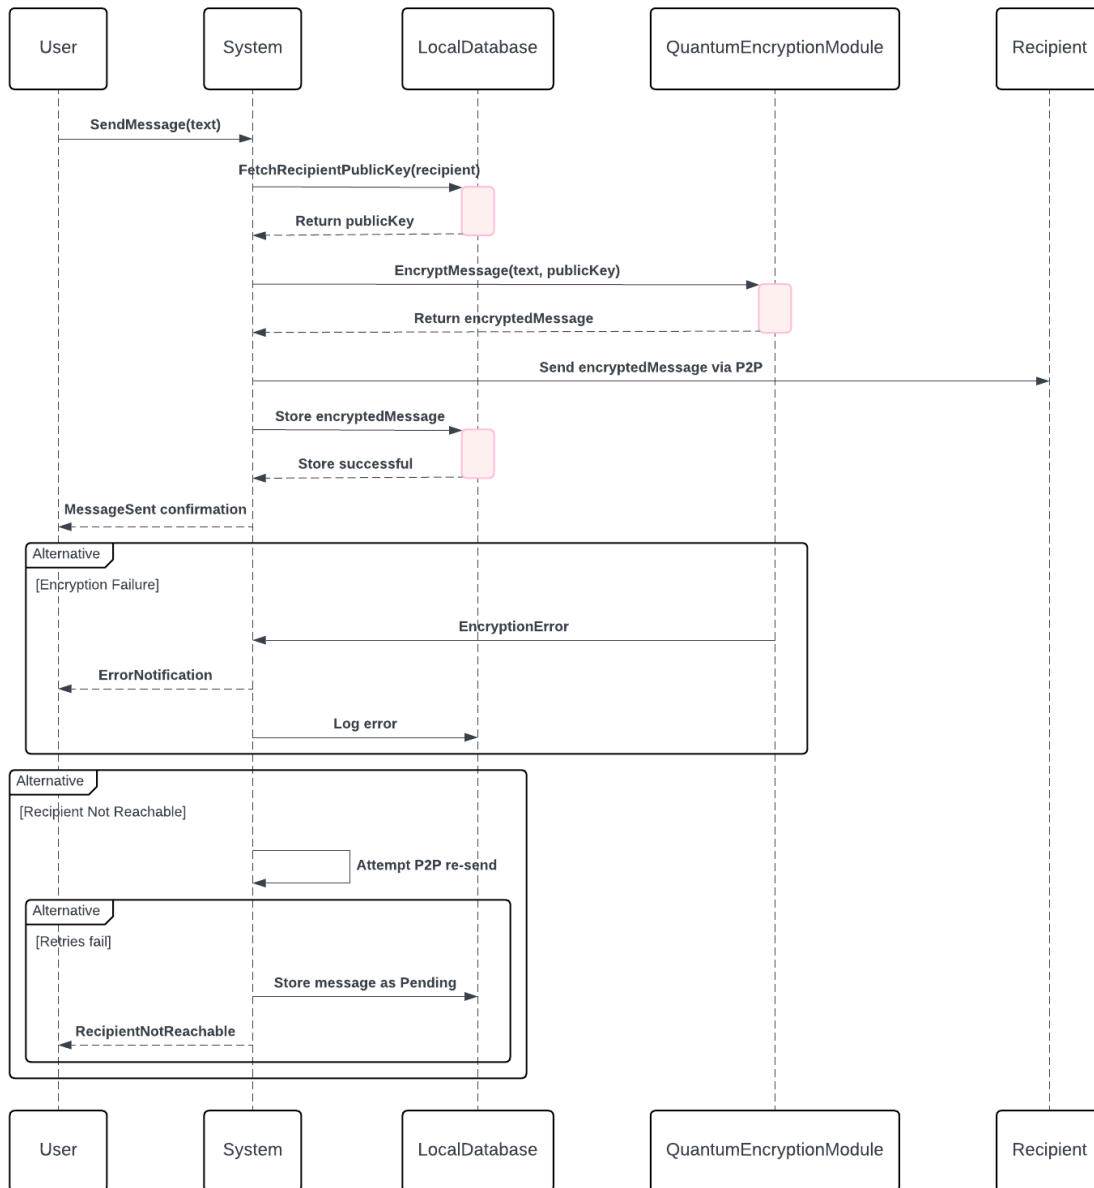 User
System
LocalDatabase
QuantumEncryptionModule
Recipient
SendMessage(text)
FetchRecipientPublicKey(recipient)
Return publicKey
EncryptMessage(text, publicKey)
Return encryptedMessage
Send encryptedMessage via P2P
Store encryptedMessage
Store successful
MessageSent confirmation
Alternative
[Encryption Failure]
EncryptionError
ErrorNotification
Log error
Alternative
[Recipient Not Reachable]
Attempt P2P re-send
Alternative
[Retries fail]
Store message as Pending
RecipientNotReachable
User
System
LocalDatabase
QuantumEncryptionModule
Recipient